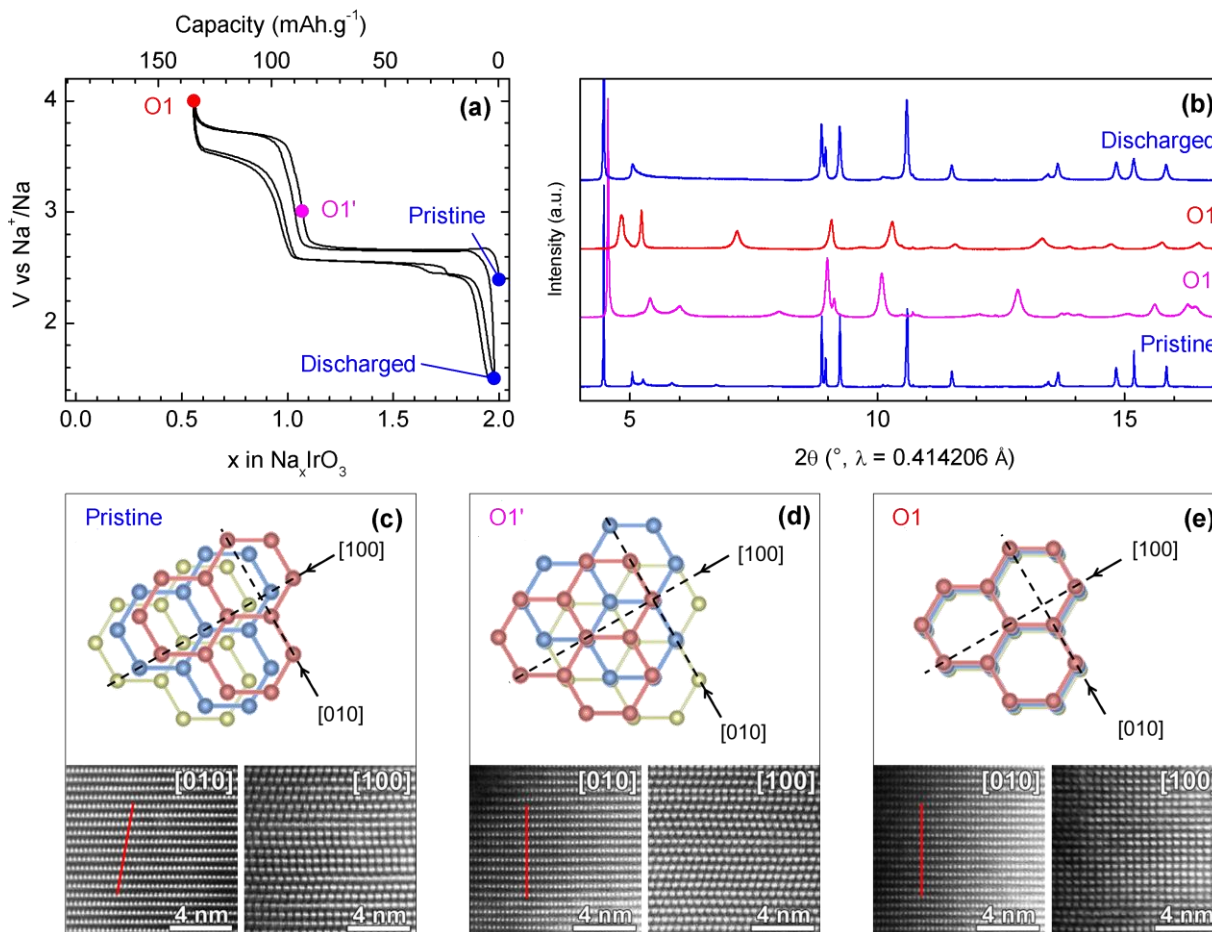 Capacity (mAh.g⁻¹)
150 100 50 0
(a)
4
3
2
V vs Na⁺/Na
O1
O1'
Pristine
Discharged
0.0 0.5 1.0 1.5 2.0
x in NaₓIrO₃
(b)
Intensity (a.u.)
Discharged
O1
O1
Pristine
5 10 15
2θ (°, λ = 0.414206 Å)
Pristine
(c)
[100]
[010]
[010]
4 nm
[100]
4 nm
O1'
(d)
[100]
[010]
[010]
4 nm
[100]
4 nm
O1
(e)
[100]
[010]
[010]
4 nm
[100]
4 nm